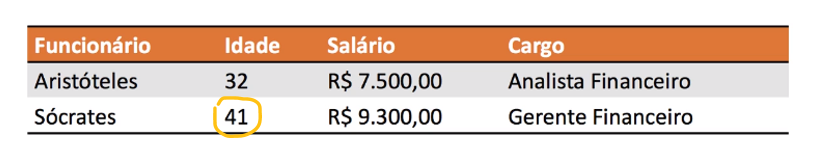 Funcionário Idade Salário Cargo
Aristóteles 32 R$ 7.500,00 Analista Financeiro
Sócrates 41 R$ 9.300,00 Gerente Financeiro